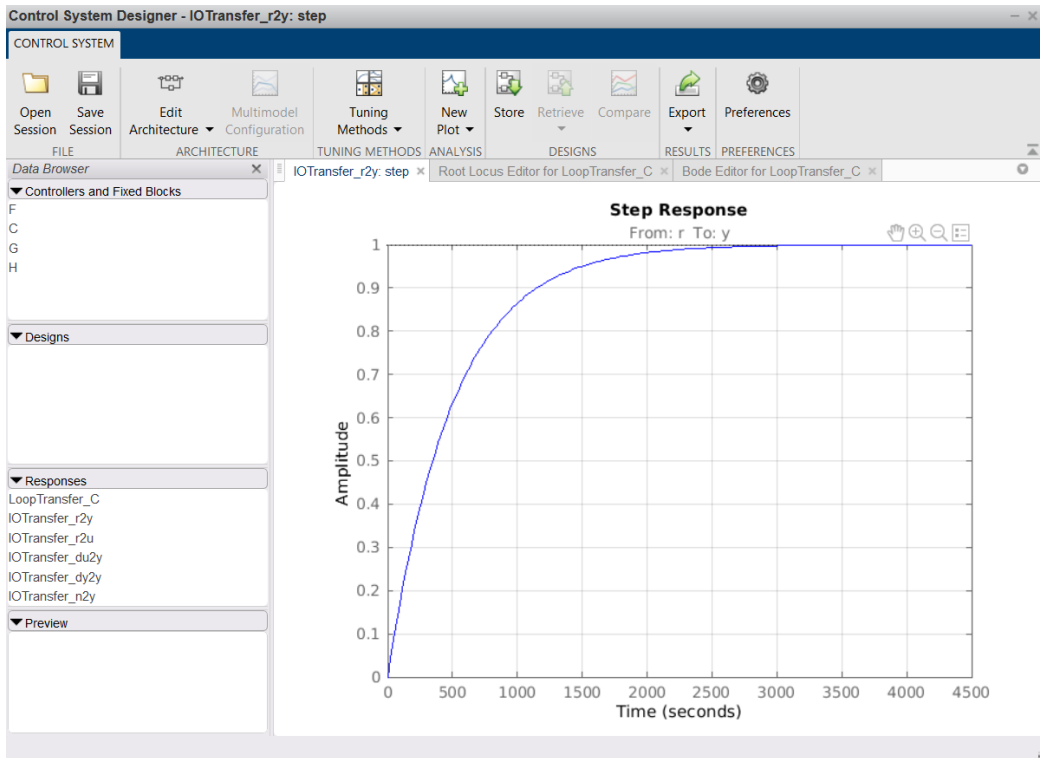 Control System Designer - IOTransfer_r2y: step
CONTROL SYSTEM
Open Session
Save Session
Edit Architecture
Multimodel Configuration
Tuning Methods
New Plot
Store
Retrieve
Compare
Export
Preferences
FILE
ARCHITECTURE
TUNING METHODS
ANALYSIS
DESIGNS
RESULTS
PREFERENCES
Data Browser
IOTransfer_r2y: step
Root Locus Editor for LoopTransfer_C
Bode Editor for LoopTransfer_C
Controllers and Fixed Blocks
F
C
G
H
Designs
Responses
LoopTransfer_C
IOTransfer_r2y
IOTransfer_r2u
IOTransfer_du2y
IOTransfer_dy2y
IOTransfer_n2y
Preview
Step Response
From: r To: y
Amplitude
1
0.9
0.8
0.7
0.6
0.5
0.4
0.3
0.2
0.1
0
0 500 1000 1500 2000 2500 3000 3500 4000 4500
Time (seconds)